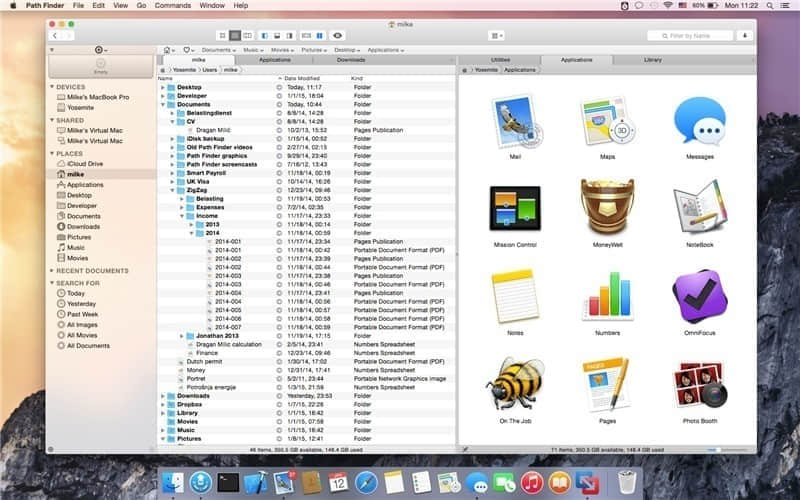 Path Finder File Edit View Go Commands Window Help 60% Mon 11:22
milke
Filter by Name
Empty
DEVICES
Milke's MacBook Pro
Yosemite
SHARED
Milke's Virtual Mac
Milke's Virtual Mac
PLACES
iCloud Drive
milke
Applications
Desktop
Developer
Documents
Downloads
Pictures
Music
Movies
RECENT DOCUMENTS
SEARCH FOR
Today
Yesterday
Past Week
All Images
All Movies
All Documents
Documents Music Movies Pictures Desktop Applications
milke Applications Downloads
Yosemite Users milke
Name Date Modified Kind
Desktop Today, 11:17 Folder
Developer 1/1/15, 18:04 Folder
Documents Today, 10:44 Folder
Belastingdienst 8/8/14, 14:28 Folder
CV 8/8/14, 14:28 Folder
Dragan Milić 10/2/13, 15:52 Pages Publication
iDisk backup 1/1/15, 00:52 Folder
Old Path Finder videos 2/27/14, 02:15 Folder
Path Finder graphics 9/29/14, 23:40 Folder
Path Finder screencasts 7/16/12, 13:43 Folder
Smart Payroll 11/18/14, 00:19 Folder
UK Visa 10/14/14, 16:26 Folder
ZigZag 12/23/14, 09:46 Folder
Belasting 11/19/14, 00:53 Folder
Expenses 7/2/14, 02:35 Folder
Income 11/17/14, 23:33 Folder
2013 11/18/14, 00:14 Folder
2014 11/18/14, 00:59 Folder
2014-001 11/17/14, 23:34 Pages Publication
2014-001 11/18/14, 00:42 Portable Document Format (PDF)
2014-002 11/17/14, 23:39 Pages Publication
2014-002 11/18/14, 00:44 Portable Document Format (PDF)
2014-003 11/17/14, 23:38 Pages Publication
2014-003 11/18/14, 00:46 Portable Document Format (PDF)
2014-004 11/17/14, 23:41 Pages Publication
2014-004 11/18/14, 00:56 Portable Document Format (PDF)
2014-005 11/18/14, 00:57 Portable Document Format (PDF)
2014-006 11/18/14, 00:58 Portable Document Format (PDF)
2014-007 11/18/14, 00:59 Portable Document Format (PDF)
Jonathan 2013 11/19/14, 17:15 Folder
Dragan Milic calculation 2/5/14, 23:41 Numbers Spreadsheet
Finance 12/23/14, 09:46 Numbers Spreadsheet
Dutch permit 1/30/14, 17:02 Portable Document Format (PDF)
Money 12/31/14, 17:41 Numbers Spreadsheet
Portret 5/2/11, 23:44 Portable Network Graphics image
Potrošnja energije 1/3/15, 21:59 Numbers Spreadsheet
Downloads Yesterday, 23:53 Folder
Dropbox 1/7/15, 22:26 Folder
Library 1/1/15, 16:42 Folder
Movies 1/7/15, 07:58 Folder
Music 1/1/15, 18:42 Folder
Pictures 1/8/15, 12:41 Folder
46 items, 350.5 GB available, 148.4 GB used
Utilities Applications Library
Yosemite Applications
Mail Maps Messages
Mission Control MoneyWell NoteBook
Notes Numbers OmniFocus
PAGES
On The Job Pages Photo Booth
71 items, 350.5 GB available, 148.4 GB used
12